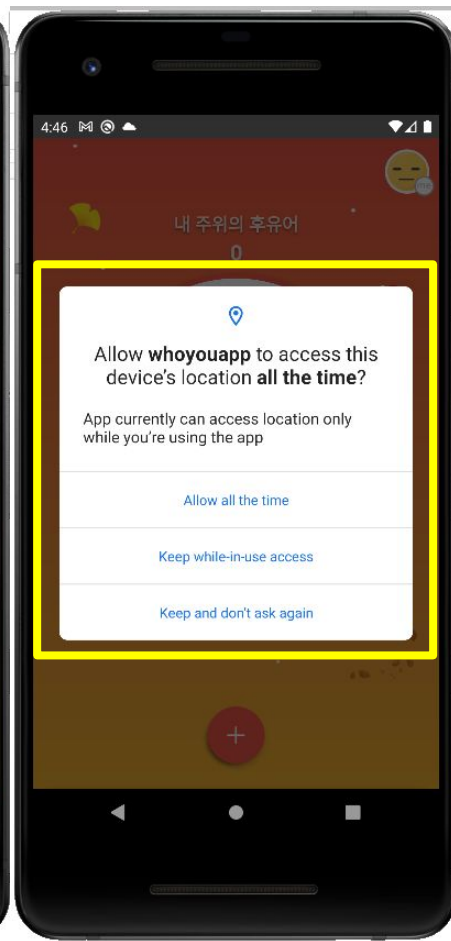 4:46
내 주위의 후유어
0
Allow whoyouapp to access this
device's location all the time?
App currently can access location only
while you're using the app
Allow all the time
Keep while-in-use access
Keep and don't ask again